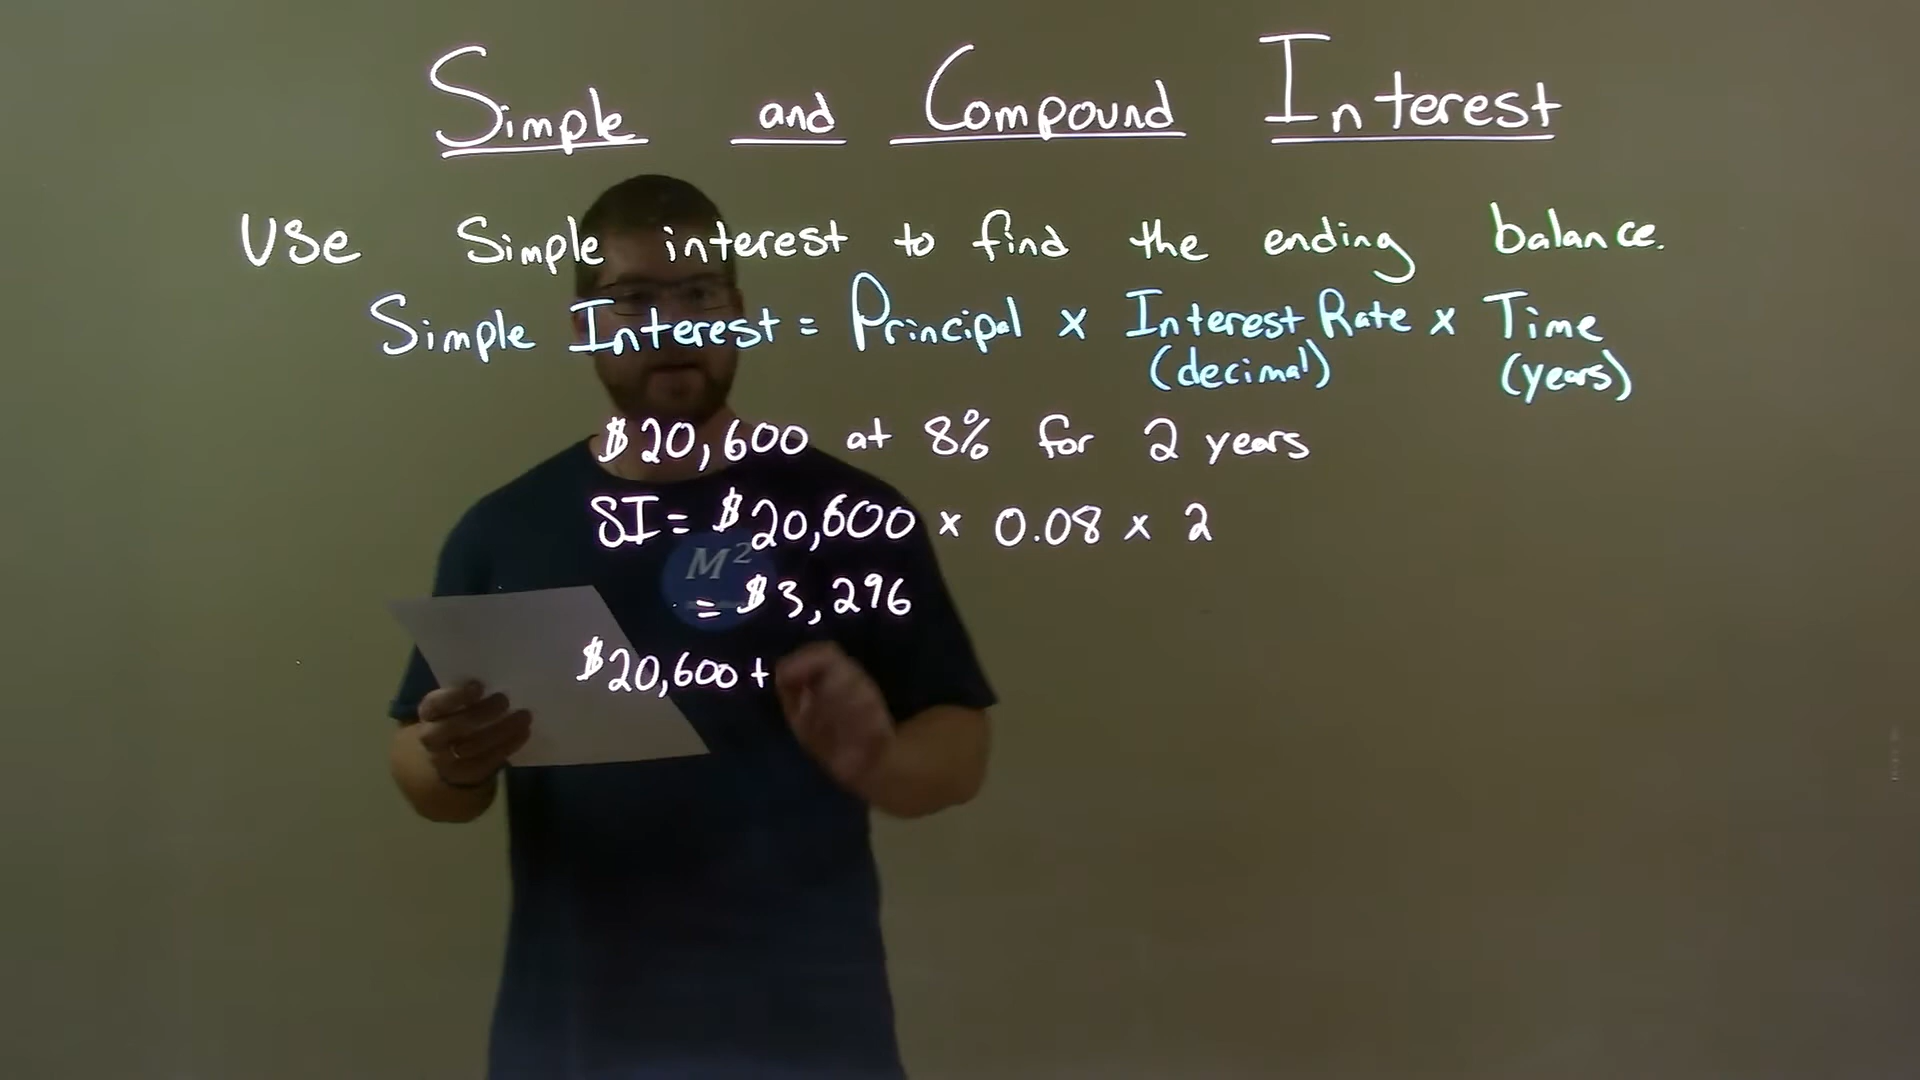 Simple and Compound Interest
Use Simple interest to find the ending balance.
Simple Interest = Principal x Interest Rate x Time
(decimal) (years)
$20,600 at 8% for 2 years
SI = $20,600 x 0.08 x 2
M²
= $3,296
$20,600 +